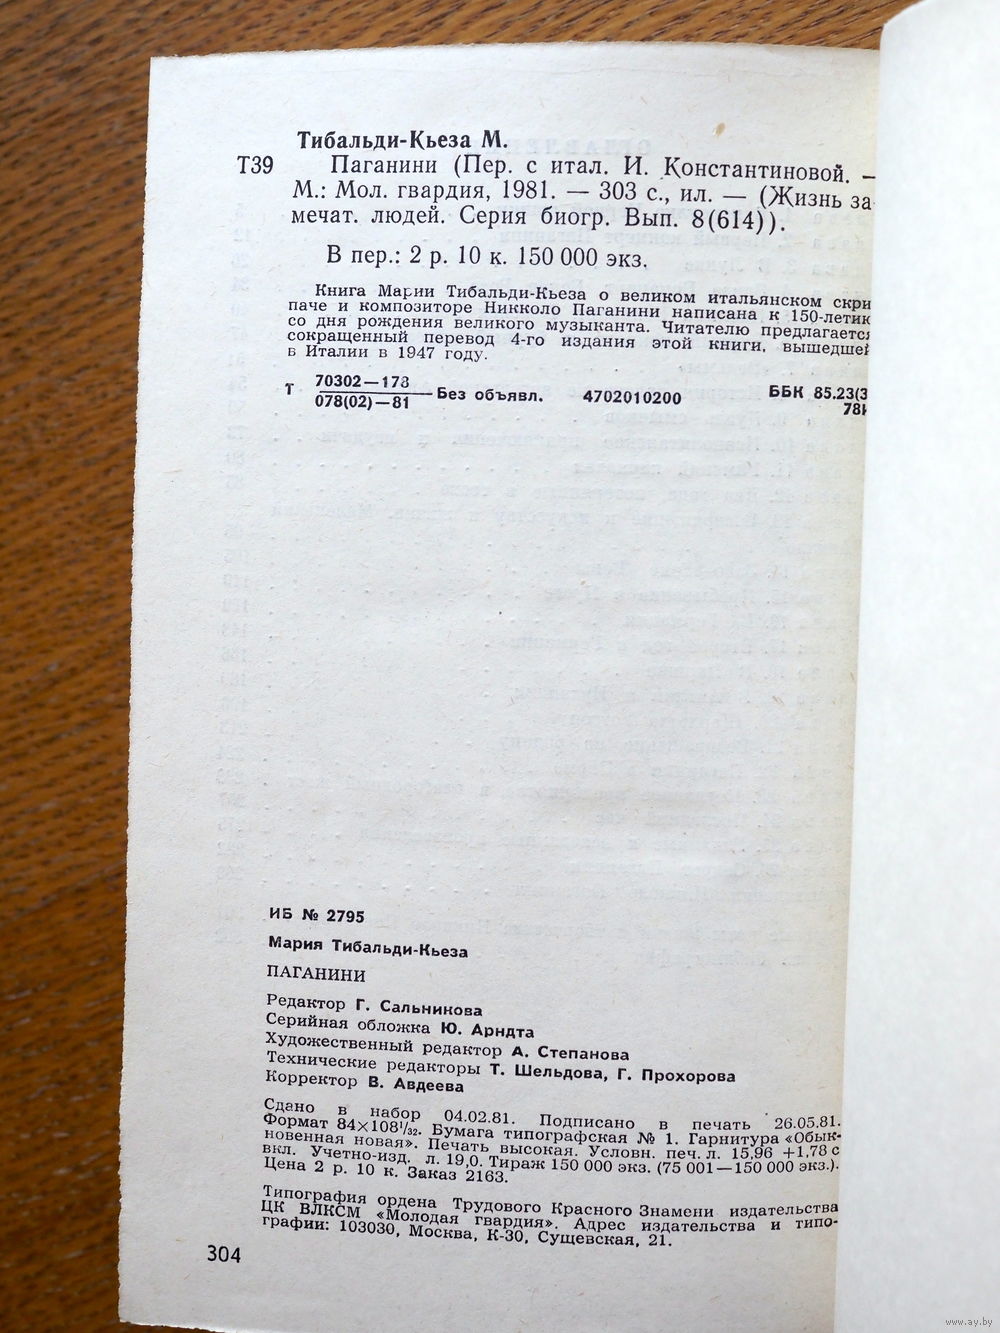 Тибальди-Кьеза М.
Т39 Паганини (Пер. с итал. И. Константиновой. —
М.: Мол. гвардия, 1981. — 303 с., ил. — (Жизнь за-
мечат. людей. Серия биогр. Вып. 8(614)).
В пер.: 2 р. 10 к. 150 000 экз.
Книга Марии Тибальди-Кьеза о великом итальянском скри-
паче и композиторе Никколо Паганини написана к 150-летию
со дня рождения великого музыканта. Читателю предлагается
сокращенный перевод 4-го издания этой книги, вышедшей
в Италии в 1947 году.
Т 70302—173
078(02)—81 Без объявл. 4702010200 ББК 85.23(3
78
ИБ № 2795
Мария Тибальди-Кьеза
ПАГАНИНИ
Редактор Г. Сальникова
Серийная обложка Ю. Арндта
Художественный редактор А. Степанова
Технические редакторы Т. Шельдова, Г. Прохорова
Корректор В. Авдеева
Сдано в набор 04.02.81. Подписано в печать 26.05.81.
Формат 84×108 1/32. Бумага типографская № 1. Гарнитура «Обык-
новенная новая». Печать высокая. Условн. печ. л. 15,96 +1,78 с
вкл. Учетно-изд. л. 19,0. Тираж 150 000 экз. (75 001—150 000 экз.).
Цена 2 р. 10 к. Заказ 2163.
Типография ордена Трудового Красного Знамени издательства
ЦК ВЛКСМ «Молодая гвардия». Адрес издательства и типо-
графии: 103030, Москва, К-30, Сущевская, 21.
304
www.ay.by